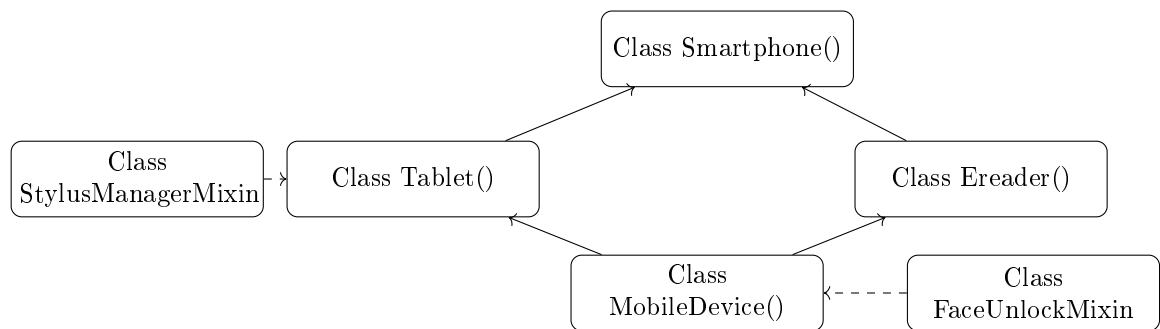 Class Smartphone()
Class
StylusManagerMixin
Class Tablet()
Class Ereader()
Class
MobileDevice()
Class
FaceUnlockMixin